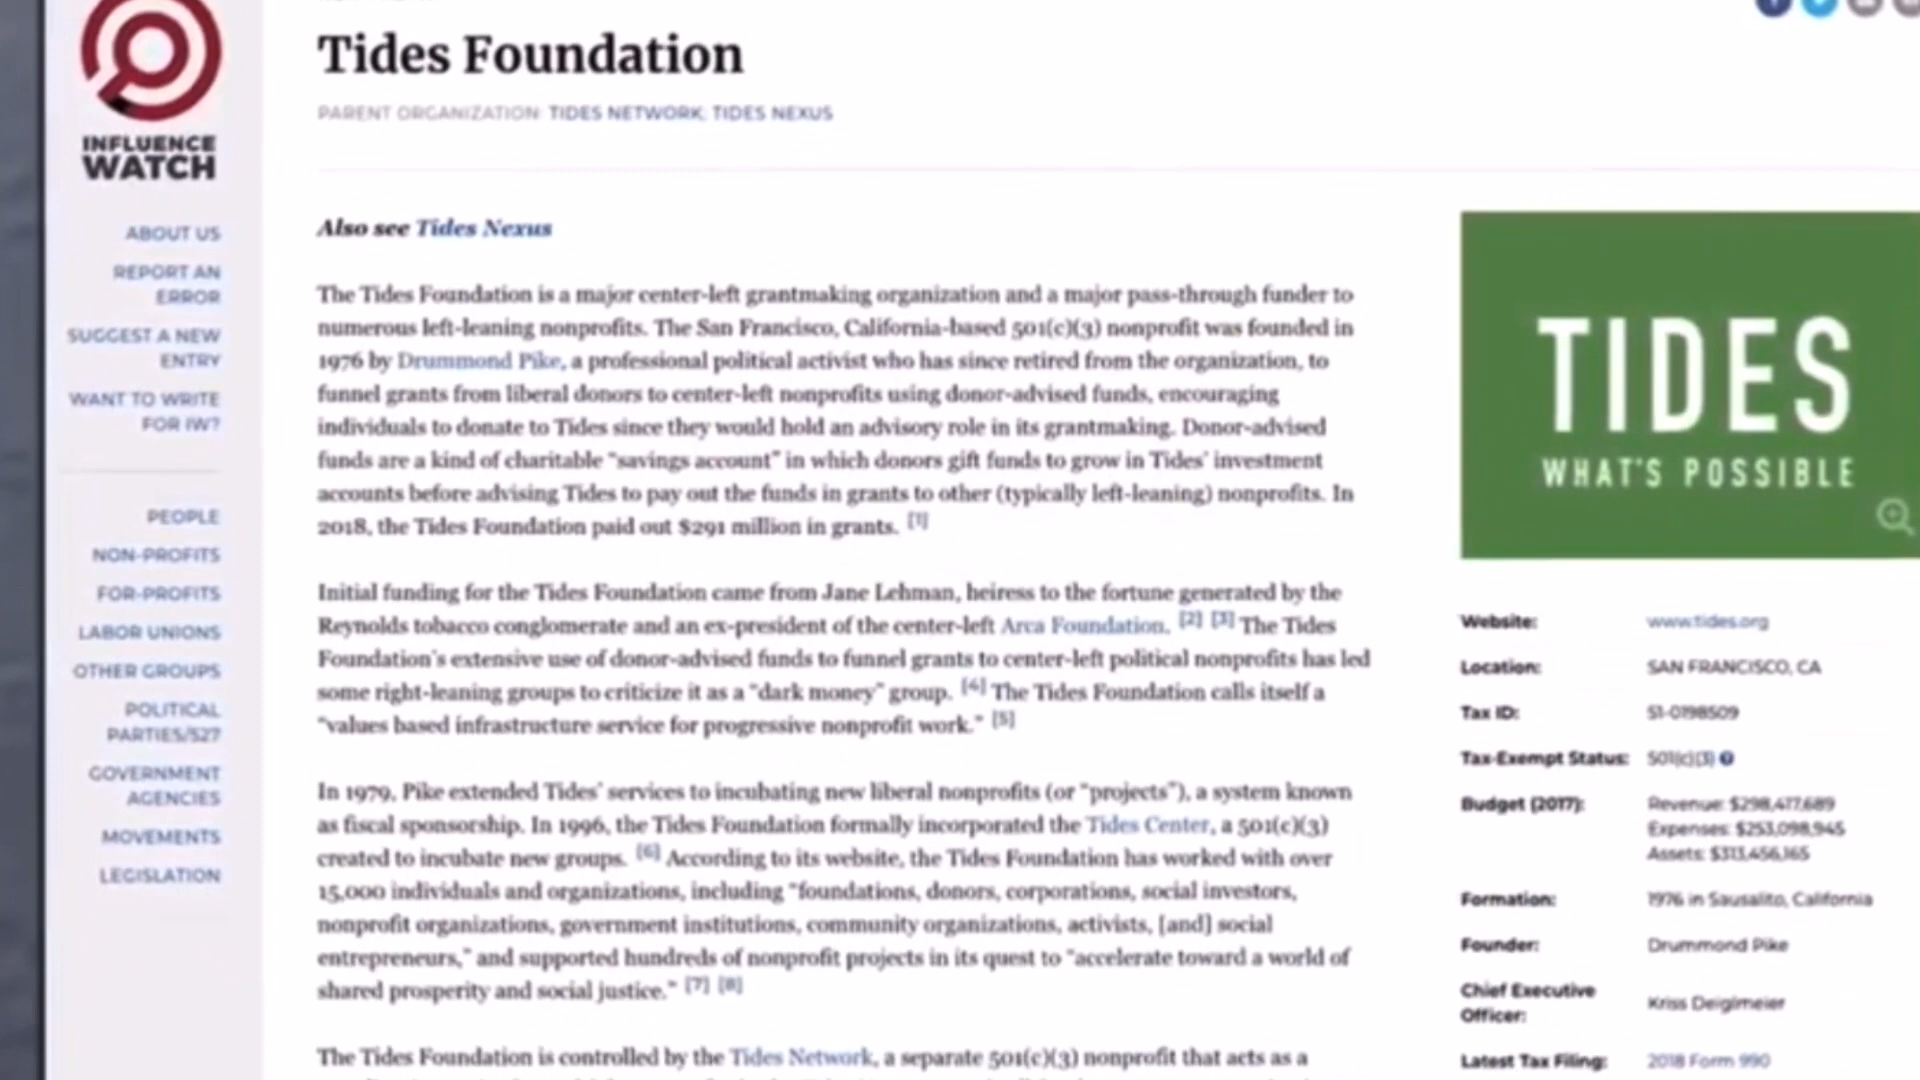 INFLUENCE
WATCH
ABOUT US
REPORT AN
ERROR
SUGGEST A NEW
ENTRY
WANT TO WRITE
FOR IW?
PEOPLE
NON-PROFITS
FOR-PROFITS
LABOR UNIONS
OTHER GROUPS
POLITICAL
PARTIES/527
GOVERNMENT
AGENCIES
MOVEMENTS
LEGISLATION
Tides Foundation
PARENT ORGANIZATION: TIDES NETWORK; TIDES NEXUS
Also see Tides Nexus
The Tides Foundation is a major center-left grantmaking organization and a major pass-through funder to
numerous left-leaning nonprofits. The San Francisco, California-based 501(c)(3) nonprofit was founded in
1976 by Drummond Pike, a professional political activist who has since retired from the organization, to
funnel grants from liberal donors to center-left nonprofits using donor-advised funds, encouraging
individuals to donate to Tides since they would hold an advisory role in its grantmaking. Donor-advised
funds are a kind of charitable "savings account" in which donors gift funds to grow in Tides' investment
accounts before advising Tides to pay out the funds in grants to other (typically left-leaning) nonprofits. In
2018, the Tides Foundation paid out $291 million in grants. [1]
Initial funding for the Tides Foundation came from Jane Lehman, heiress to the fortune generated by the
Reynolds tobacco conglomerate and an ex-president of the center-left Arca Foundation. [2] [3] The Tides
Foundation's extensive use of donor-advised funds to funnel grants to center-left political nonprofits has led
some right-leaning groups to criticize it as a "dark money" group. [4] The Tides Foundation calls itself a
"values based infrastructure service for progressive nonprofit work." [5]
In 1979, Pike extended Tides' services to incubating new liberal nonprofits (or "projects"), a system known
as fiscal sponsorship. In 1996, the Tides Foundation formally incorporated the Tides Center, a 501(c)(3)
created to incubate new groups. [6] According to its website, the Tides Foundation has worked with over
15,000 individuals and organizations, including "foundations, donors, corporations, social investors,
nonprofit organizations, government institutions, community organizations, activists, [and] social
entrepreneurs," and supported hundreds of nonprofit projects in its quest to "accelerate toward a world of
shared prosperity and social justice." [7] [8]
The Tides Foundation is controlled by the Tides Network, a separate 501(c)(3) nonprofit that acts as a
TIDES
WHAT'S POSSIBLE
Website: www.tides.org
Location: SAN FRANCISCO, CA
Tax ID: 51-0198509
Tax-Exempt Status: 501(c)(3)
Budget (2017): Revenue: $298,477,689
Expenses: $253,098,945
Assets: $313,456,165
Formation: 1976 in Sausalito, California
Founder: Drummond Pike
Chief Executive
Officer: Kriss Deiglmeier
Latest Tax Filing: 2018 Form 990